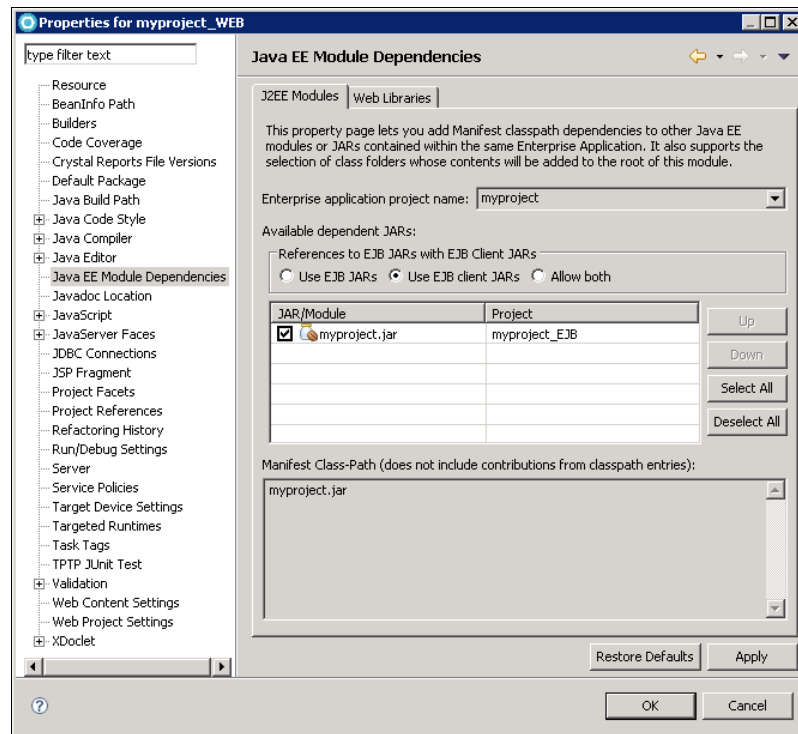 Properties for myproject_WEB
type filter text
Resource
BeanInfo Path
Builders
Code Coverage
Crystal Reports File Versions
Default Package
Java Build Path
Java Code Style
Java Compiler
Java Editor
Java EE Module Dependencies
Javadoc Location
JavaScript
JavaServer Faces
JDBC Connections
JSP Fragment
Project Facets
Project References
Refactoring History
Run/Debug Settings
Server
Service Policies
Target Device Settings
Targeted Runtimes
Task Tags
TPTP JUnit Test
Validation
Web Content Settings
Web Project Settings
XDoclet
Java EE Module Dependencies
J2EE Modules Web Libraries
This property page lets you add Manifest classpath dependencies to other Java EE
modules or JARs contained within the same Enterprise Application. It also supports the
selection of class folders whose contents will be added to the root of this module.
Enterprise application project name: myproject
Available dependent JARs:
References to EJB JARs with EJB Client JARs
Use EJB JARs Use EJB client JARs Allow both
JAR/Module Project
myproject.jar myproject_EJB
Up
Down
Select All
Deselect All
Manifest Class-Path (does not include contributions from classpath entries):
myproject.jar
Restore Defaults Apply
? OK Cancel